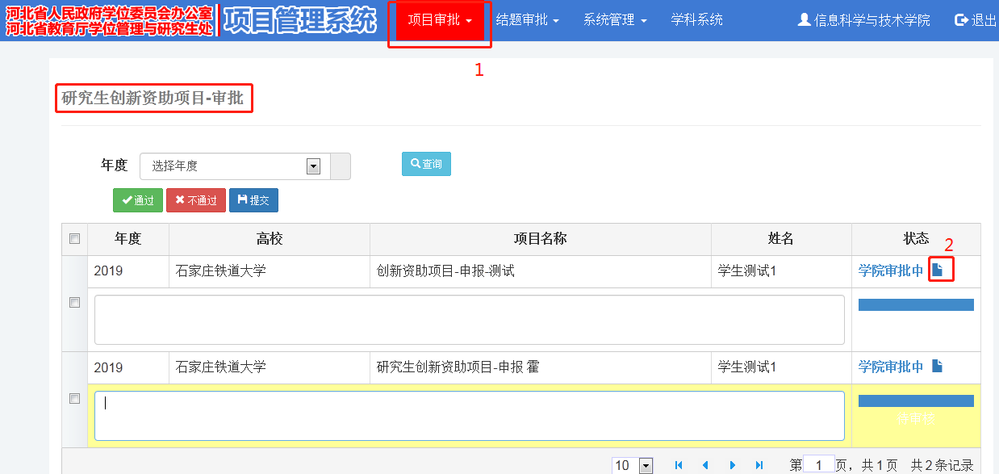 河北省人民政府学位委员会办公室
河北省教育厅学位管理与研究生处
项目管理系统
项目审批 结题审批 系统管理 学科系统 信息科学与技术学院 退出
1
研究生创新资助项目-审批
年度 选择年度 查询
通过 不通过 提交
年度 高校 项目名称 姓名 状态
2
2019 石家庄铁道大学 创新资助项目-申报-测试 学生测试1 学院审批中
2019 石家庄铁道大学 研究生创新资助项目-申报 霍 学生测试1 学院审批中
待审核
10 第 1 页，共1页 共2条记录